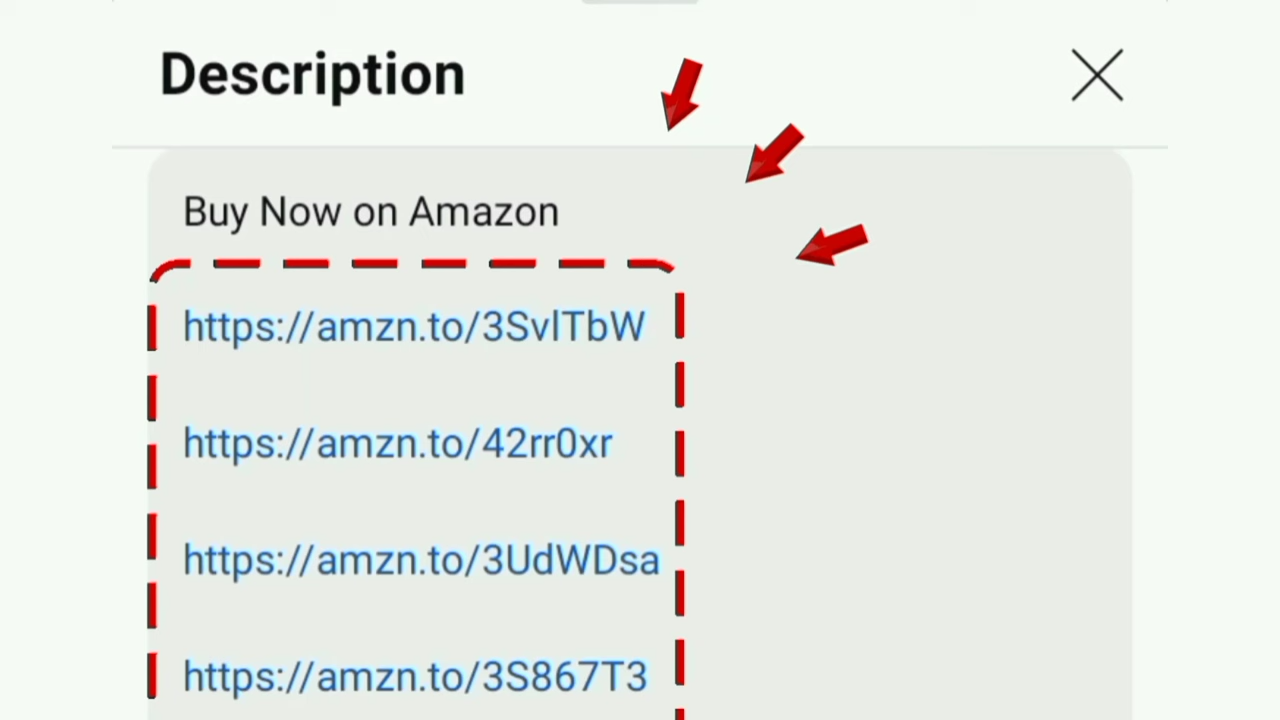 Description
Buy Now on Amazon
https://amzn.to/3SvlTbW
https://amzn.to/42rr0xr
https://amzn.to/3UdWDsa
https://amzn.to/3S867T3